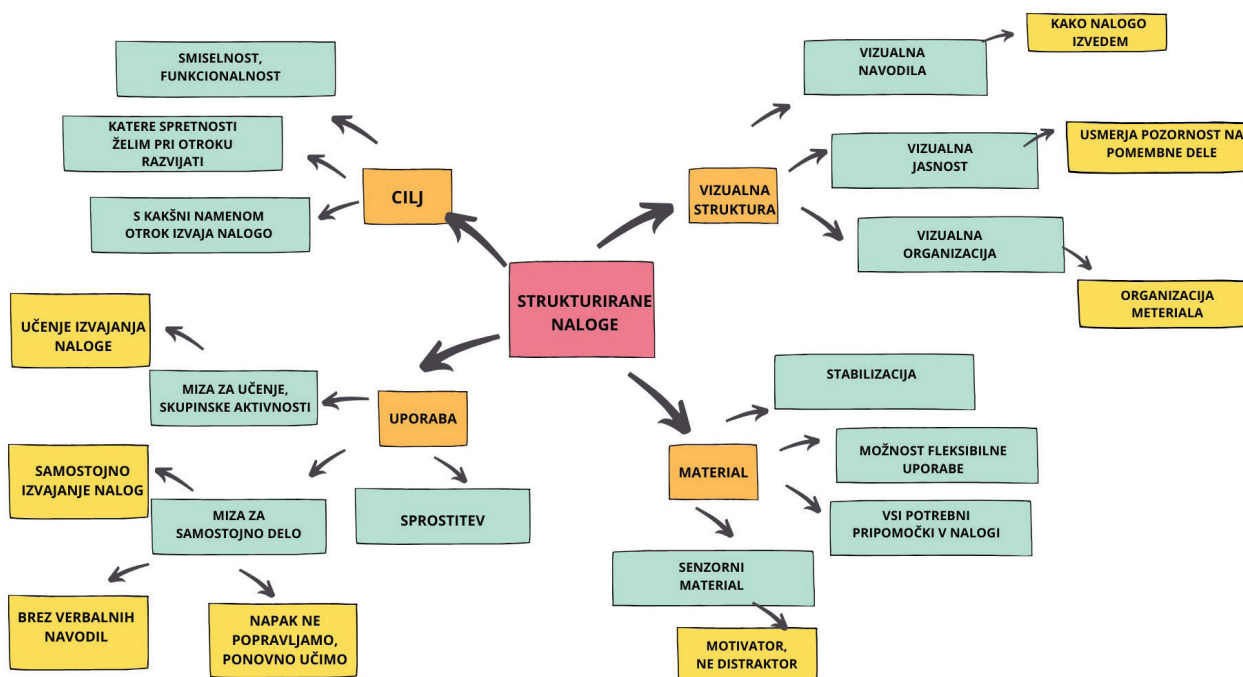 STRUKTURIRANE
NALOGE
CILJ
SMISELNOST,
FUNKCIONALNOST
KATERE SPRETNOSTI
ŽELIM PRI OTROKU
RAZVIJATI
S KAKŠNI NAMENOM
OTROK IZVAJA NALOGO
VIZUALNA
STRUKTURA
VIZUALNA
NAVODILA
KAKO NALOGO
IZVEDEM
VIZUALNA
JASNOST
USMERJA POZORNOST NA
POMEMBNE DELE
VIZUALNA
ORGANIZACIJA
ORGANIZACIJA
METERIALA
UPORABA
MIZA ZA UČENJE,
SKUPINSKE AKTIVNOSTI
UČENJE IZVAJANJA
NALOGE
MIZA ZA
SAMOSTOJNO DELO
SAMOSTOJNO
IZVAJANJE NALOG
BREZ VERBALNIH
NAVODIL
NAPAK NE
POPRAVLJAMO,
PONOVNO UČIMO
SPROSTITEV
MATERIAL
STABILIZACIJA
MOŽNOST FLEKSIBILNE
UPORABE
VSI POTREBNI
PRIPOMOČKI V NALOGI
SENZORNI
MATERIAL
MOTIVATOR,
NE DISTRAKTOR